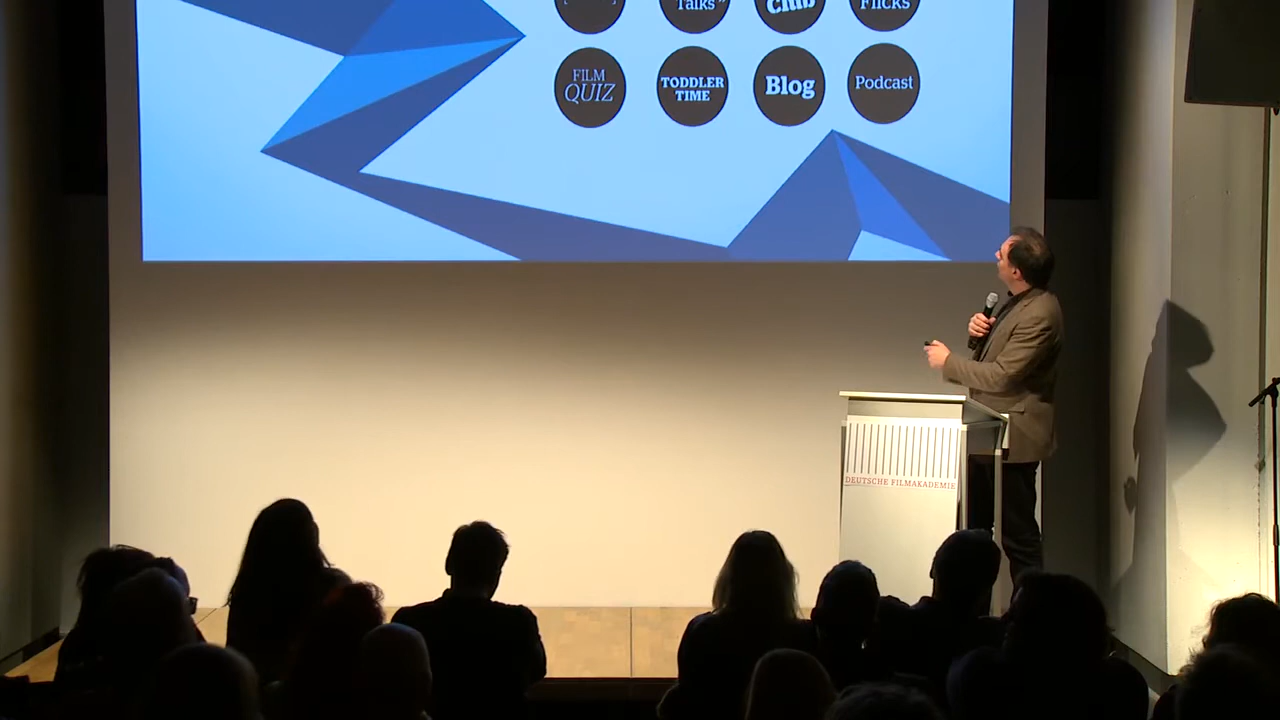 Talks"
Club
Flicks
FILM
QUIZ
TODDLER
TIME
Blog
Podcast
DEUTSCHE FILMAKADEMIE